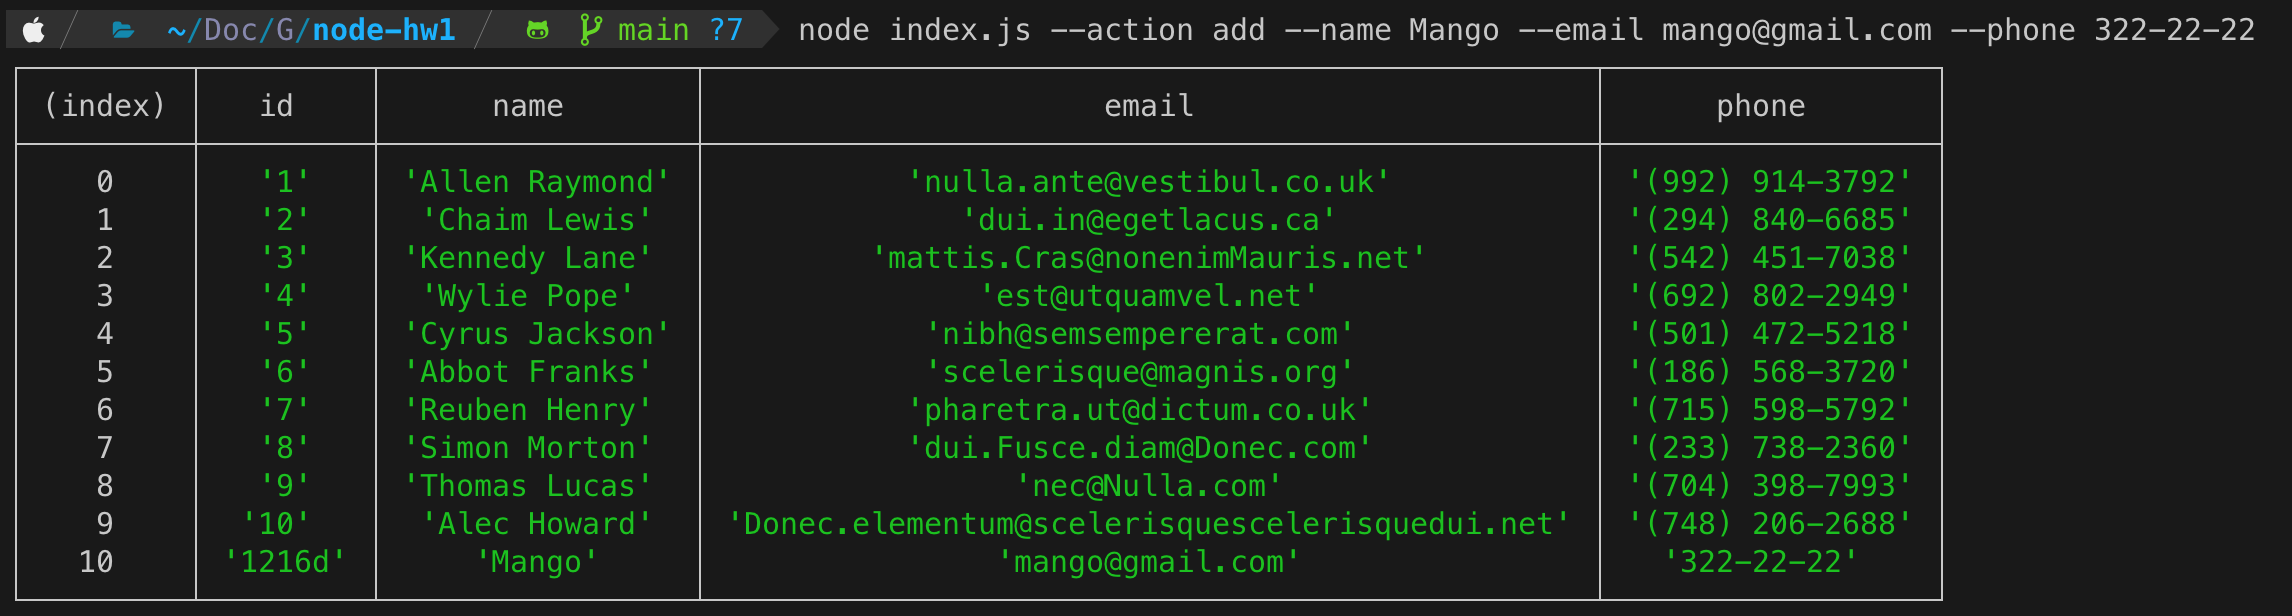 ~/Doc/G/node-hw1 main ?7 node index.js --action add --name Mango --email mango@gmail.com --phone 322-22-22
(index) id name email phone
0 '1' 'Allen Raymond' 'nulla.ante@vestibul.co.uk' '(992) 914-3792'
1 '2' 'Chaim Lewis' 'dui.in@egetlacus.ca' '(294) 840-6685'
2 '3' 'Kennedy Lane' 'mattis.Cras@nonenimMauris.net' '(542) 451-7038'
3 '4' 'Wylie Pope' 'est@utquamvel.net' '(692) 802-2949'
4 '5' 'Cyrus Jackson' 'nibh@semsempererat.com' '(501) 472-5218'
5 '6' 'Abbot Franks' 'scelerisque@magnis.org' '(186) 568-3720'
6 '7' 'Reuben Henry' 'pharetra.ut@dictum.co.uk' '(715) 598-5792'
7 '8' 'Simon Morton' 'dui.Fusce.diam@Donec.com' '(233) 738-2360'
8 '9' 'Thomas Lucas' 'nec@Nulla.com' '(704) 398-7993'
9 '10' 'Alec Howard' 'Donec.elementum@scelerisquescelerisquedui.net' '(748) 206-2688'
10 '1216d' 'Mango' 'mango@gmail.com' '322-22-22'